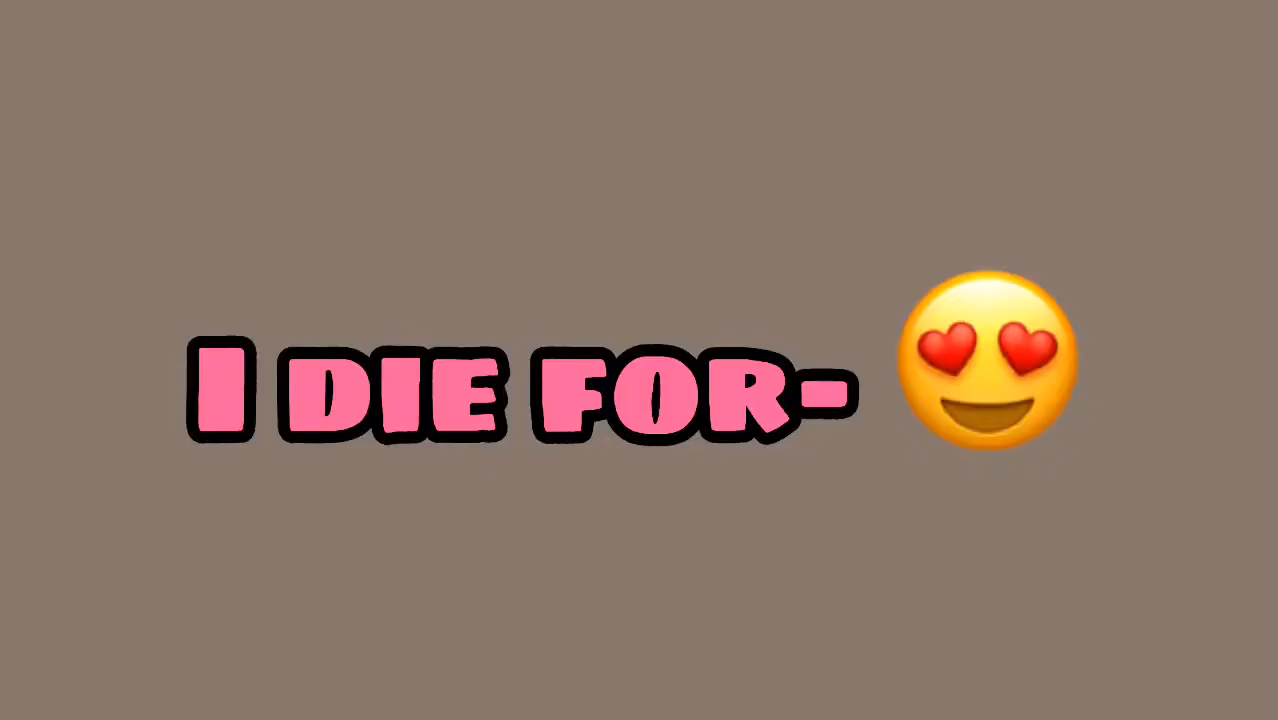 I DIE FOR- 😍